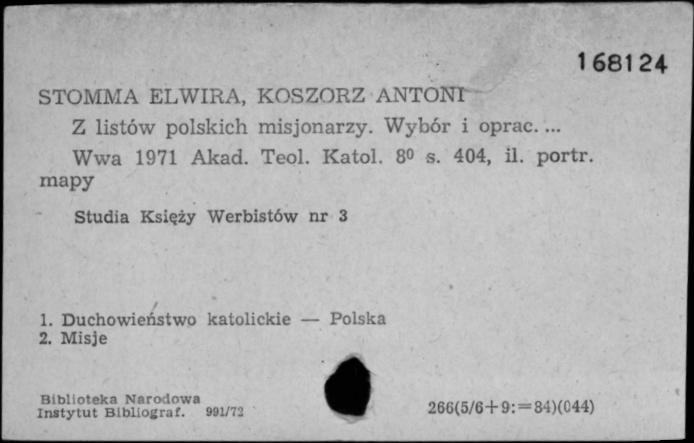 168124
STOMMA ELWIRA, KOSZORZ ANTONI
Z listów polskich misjonarzy. Wybór i oprac. ...
Wwa 1971 Akad. Teol. Katol. 8⁰ s. 404, il. portr.
mapy
Studia Księży Werbistów nr 3
1. Duchowieństwo katolickie — Polska
2. Misje
Biblioteka Narodowa
Instytut Bibliograf. 991/72
266(5/6+9:=84)(044)